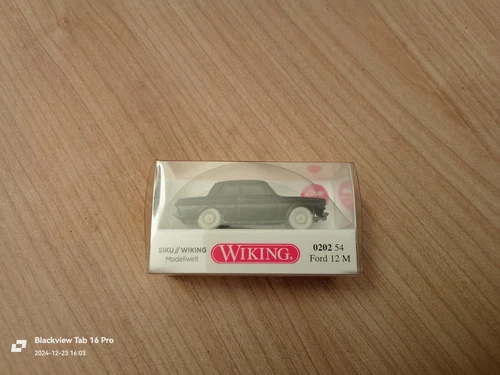 SIKU // WIKING
Modellwelt
WIKING®
0202 54
Ford 12 M
Blackview Tab 16 Pro
2024-12-23 16:03